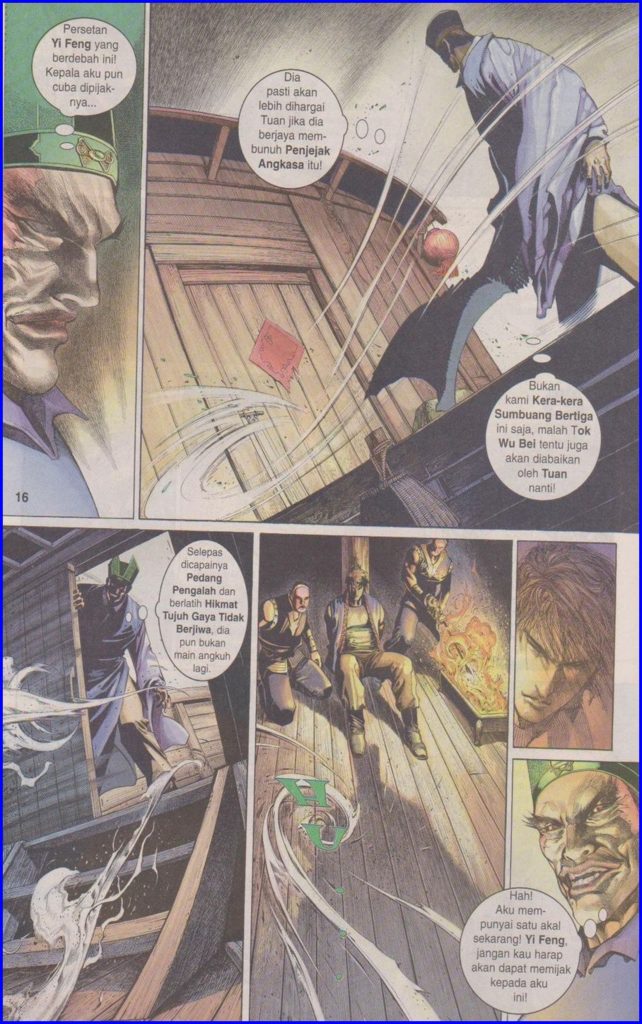 Persetan
Yi Feng yang
berdebah ini!
Kepala aku pun
cuba dipijak-
nya...
Dia
pasti akan
lebih dihargai
Tuan jika dia
berjaya mem-
bunuh Penjejak
Angkasa itu!
Bukan
kami Kera-kera
Sumbuang Bertiga
ini saja, malah Tok
Wu Bei tentu juga
akan diabaikan
oleh Tuan
nanti!
16
Selepas
dicapainya
Pedang
Pengalah dan
berlatih Hikmat
Tujuh Gaya Tidak
Berjiwa, dia
pun bukan
main angkuh
lagi.
HU
Hah!
Aku mem-
punyai satu akal
sekarang! Yi Feng,
jangan kau harap
akan dapat memijak
kepada aku
ini!